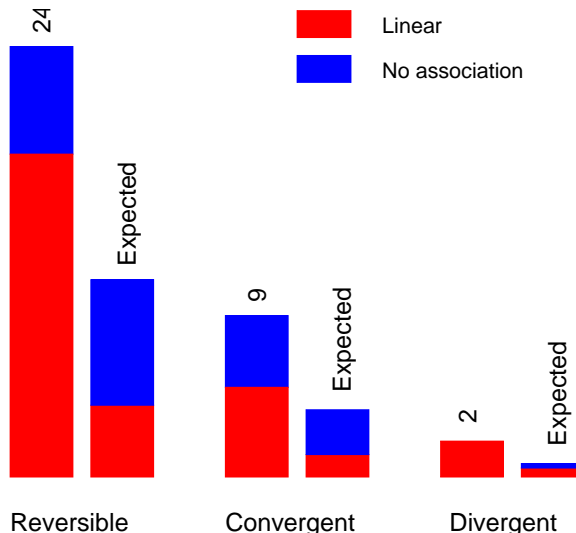 Linear
No association
24
Expected
9
Expected
2
Expected
Reversible
Convergent
Divergent